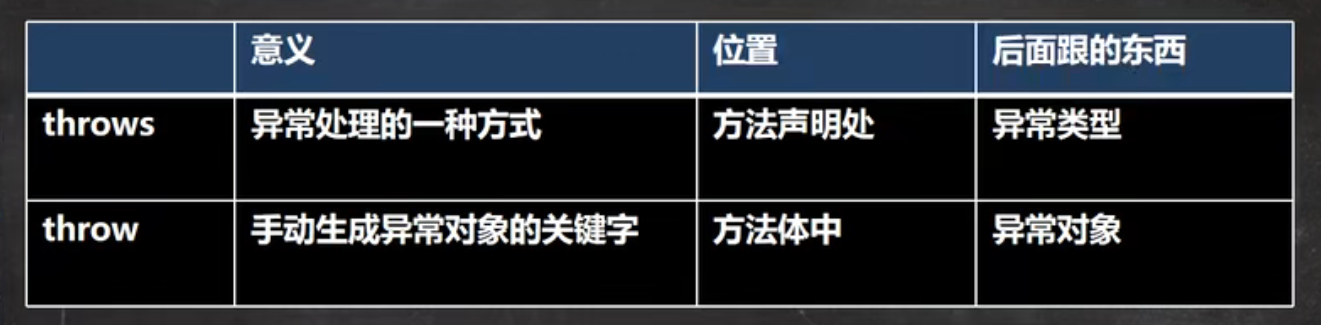 意义 位置 后面跟的东西
throws 异常处理的一种方式 方法声明处 异常类型
throw 手动生成异常对象的关键字 方法体中 异常对象